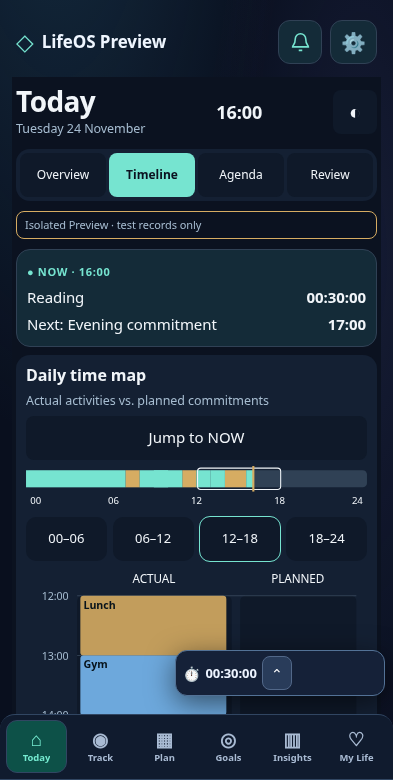 LifeOS Preview
Today
Tuesday 24 November
16:00
Overview
Timeline
Agenda
Review
Isolated Preview · test records only
● NOW · 16:00
Reading 00:30:00
Next: Evening commitment 17:00
Daily time map
Actual activities vs. planned commitments
Jump to NOW
00 06 12 18 24
00–06 06–12 12–18 18–24
ACTUAL PLANNED
12:00
Lunch
13:00
Gym
00:30:00
14:00
Today Track Plan Goals Insights My Life